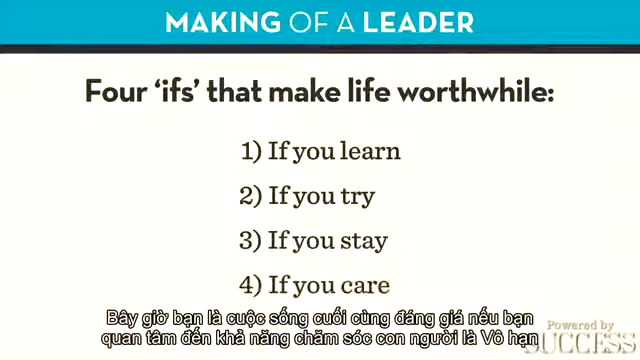 MAKING OF A LEADER
Four ‘ifs’ that make life worthwhile:
1) If you learn
2) If you try
3) If you stay
4) If you care
Bây giờ bạn là cuộc sống cuối cùng đáng giá nếu bạn
quan tâm đến khả năng chăm sóc con người là Vô hạn
Powered by
SUCCESS